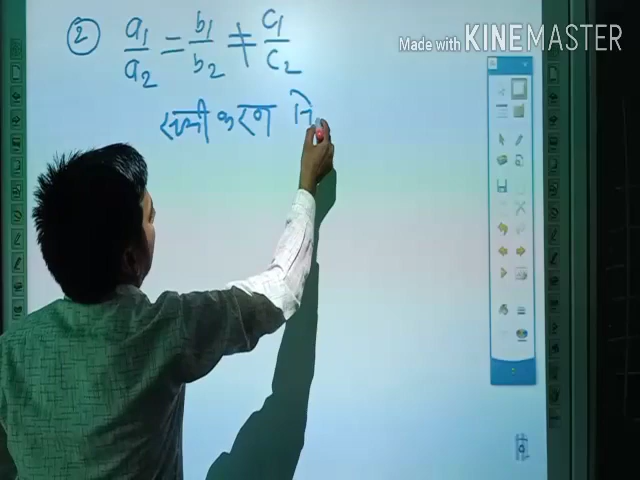 ② a₁/a₂ = b₁/b₂ ≠ c₁/c₂
समीकरण नि
Made with KINEMASTER